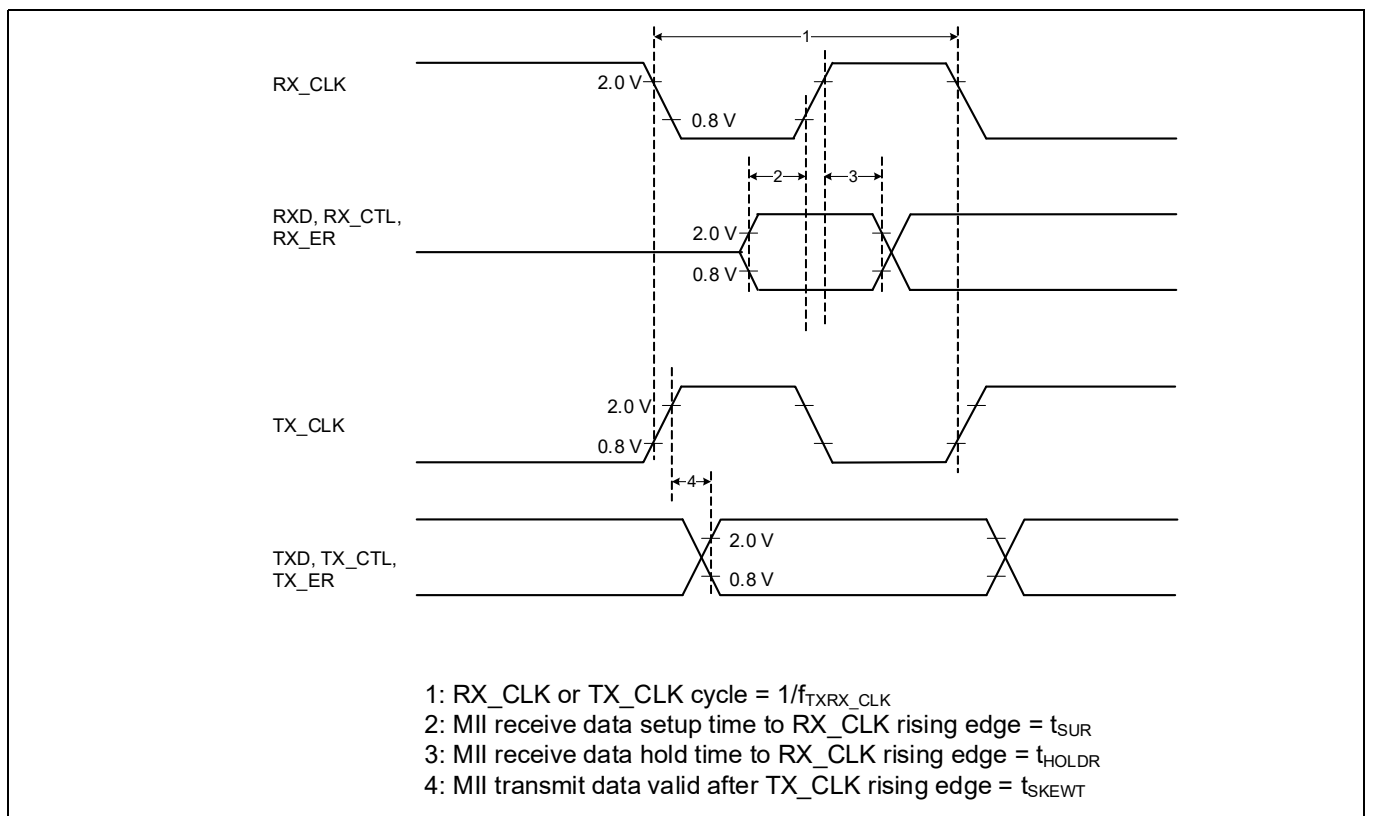 1
RX_CLK
2.0 V
0.8 V
2
3
RXD, RX_CTL,
RX_ER
2.0 V
0.8 V
2.0 V
TX_CLK
0.8 V
4
2.0 V
TXD, TX_CTL,
TX_ER
0.8 V
1: RX_CLK or TX_CLK cycle = 1/fTXRX_CLK
2: MII receive data setup time to RX_CLK rising edge = tSUR
3: MII receive data hold time to RX_CLK rising edge = tHOLDR
4: MII transmit data valid after TX_CLK rising edge = tSKEWT